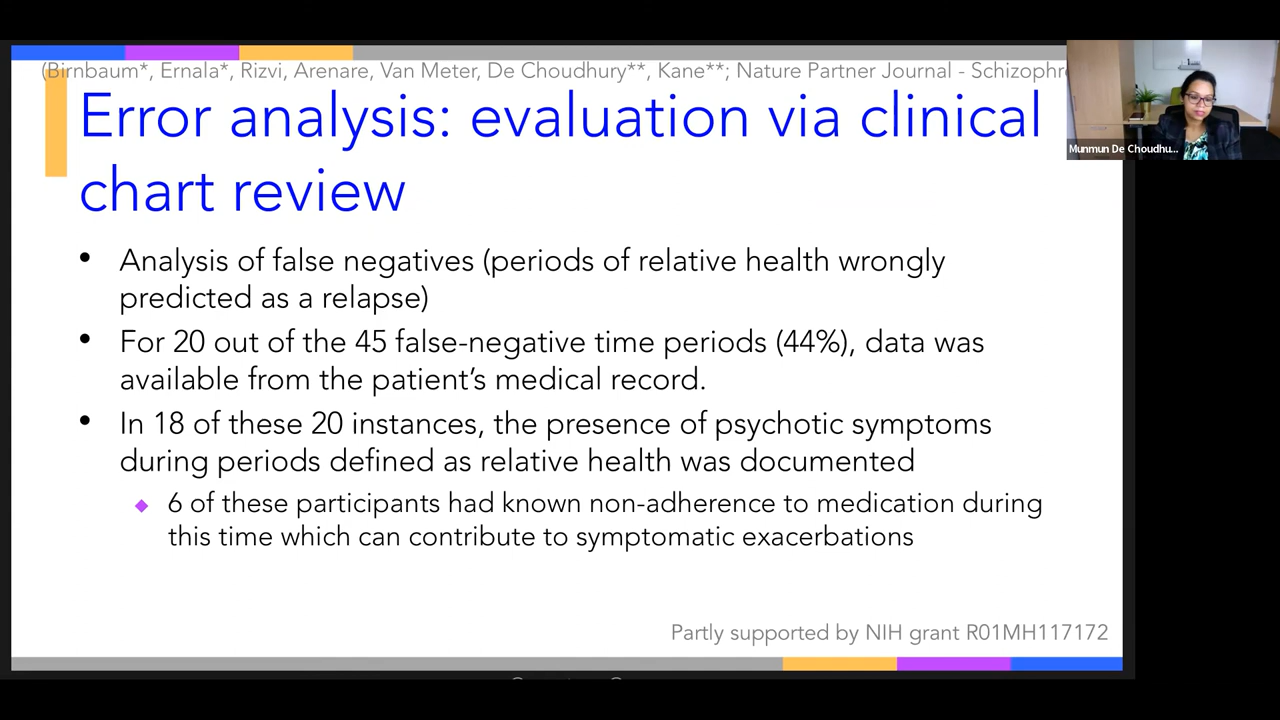 (Birnbaum*, Ernala*, Rizvi, Arenare, Van Meter, De Choudhury**, Kane**; Nature Partner Journal - 
Error analysis: evaluation via clinical
chart review
Munmun De Choudhu...
• Analysis of false negatives (periods of relative health wrongly
predicted as a relapse)
• For 20 out of the 45 false-negative time periods (44%), data was
available from the patient's medical record.
• In 18 of these 20 instances, the presence of psychotic symptoms
during periods defined as relative health was documented
◆ 6 of these participants had known non-adherence to medication during
this time which can contribute to symptomatic exacerbations
Partly supported by NIH grant R01MH117172